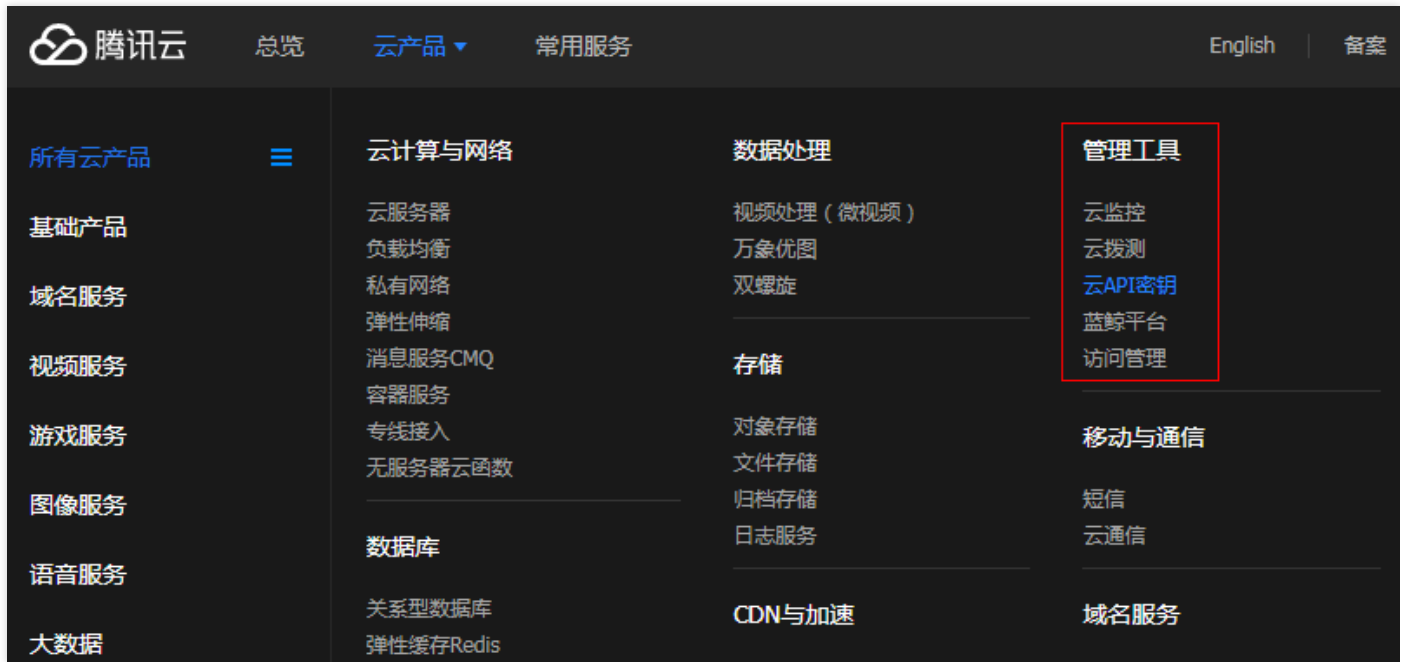 腾讯云
总览
云产品
常用服务
English
备案
所有云产品
基础产品
域名服务
视频服务
游戏服务
图像服务
语音服务
大数据
云计算与网络
云服务器
负载均衡
私有网络
弹性伸缩
消息服务CMQ
容器服务
专线接入
无服务器云函数
数据库
关系型数据库
弹性缓存Redis
数据处理
视频处理（微视频）
万象优图
双螺旋
存储
对象存储
文件存储
归档存储
日志服务
CDN与加速
管理工具
云监控
云拨测
云API密钥
蓝鲸平台
访问管理
移动与通信
短信
云通信
域名服务